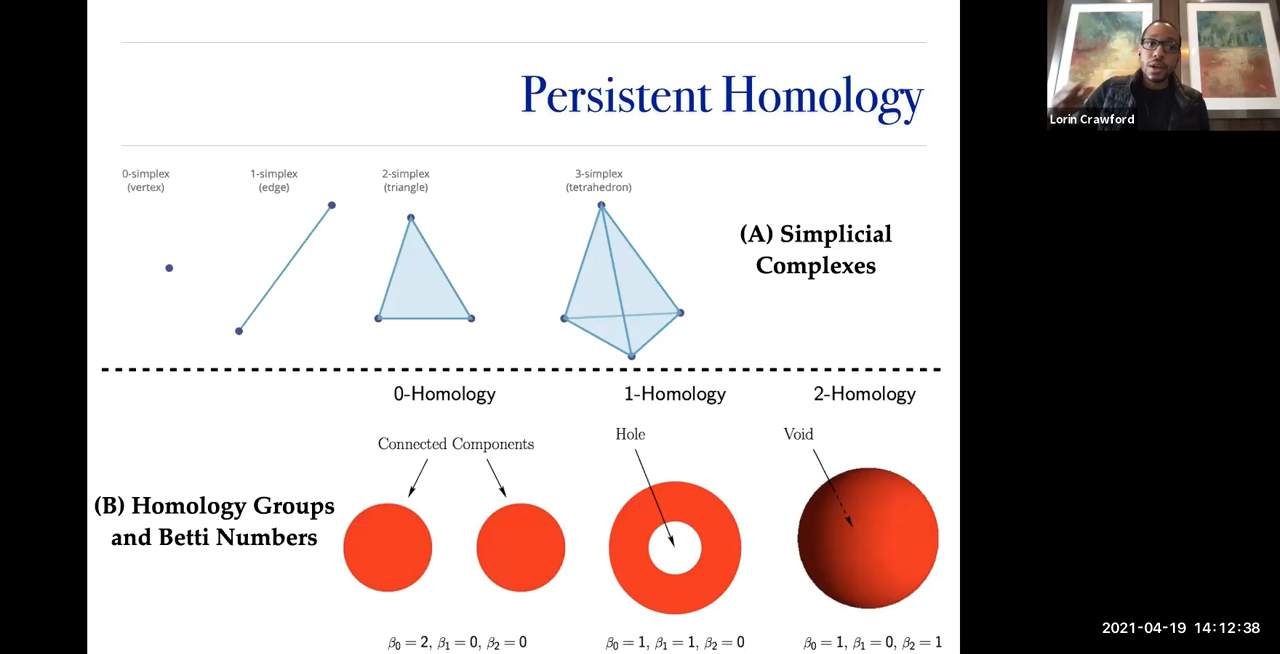 Persistent Homology
Lorin Crawford
0-simplex
(vertex)
1-simplex
(edge)
2-simplex
(triangle)
3-simplex
(tetrahedron)
(A) Simplicial
Complexes
0-Homology
1-Homology
2-Homology
Connected Components
Hole
Void
(B) Homology Groups
and Betti Numbers
β₀ = 2, β₁ = 0, β₂ = 0
β₀ = 1, β₁ = 1, β₂ = 0
β₀ = 1, β₁ = 0, β₂ = 1
2021-04-19 14:12:38